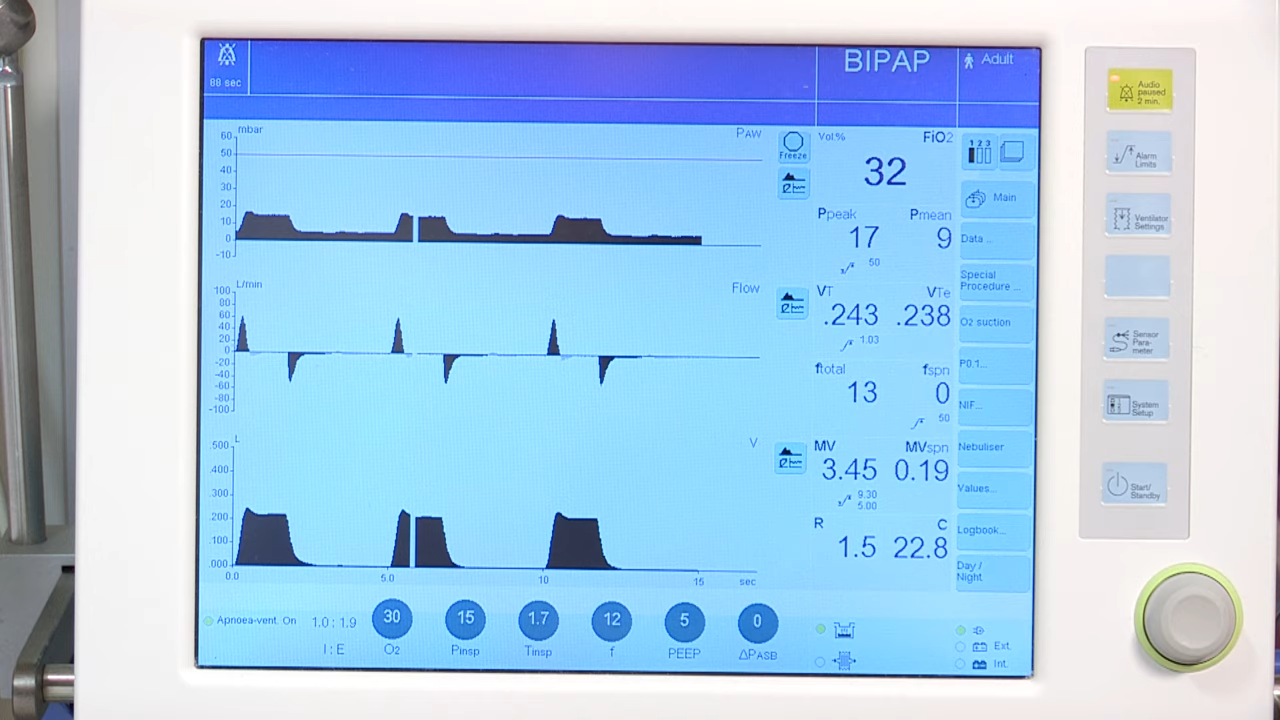 88 sec
BIPAP
Adult
Audio
paused
2 min.
Alarm
Limits
Ventilator
Settings
Sensor
Para-
meter
System
Setup
Start/
Standby
mbar
Paw
60
50
40
30
20
10
0
-10
Freeze
L/min
Flow
100
80
60
40
20
0
-20
-40
-60
-80
-100
L
V
.500
.400
.300
.200
.100
.000
0.0 5.0 10 15 sec
Vol.% FiO2
32
Ppeak Pmean
17 9
50
VT VTe
.243 .238
1.03
ftotal fspn
13 0
50
MV MVspn
3.45 0.19
9.30
5.00
R C
1.5 22.8
1 2 3
Main
Data ...
Special
Procedure ...
O2 suction
P0.1...
NIF...
Nebuliser
Values...
Logbook...
Day /
Night
Apnoea-vent. On
1.0 : 1.9 30 15 1.7 12 5 0
I : E O2 Pinsp Tinsp f PEEP ΔPASB
Ext.
Int.